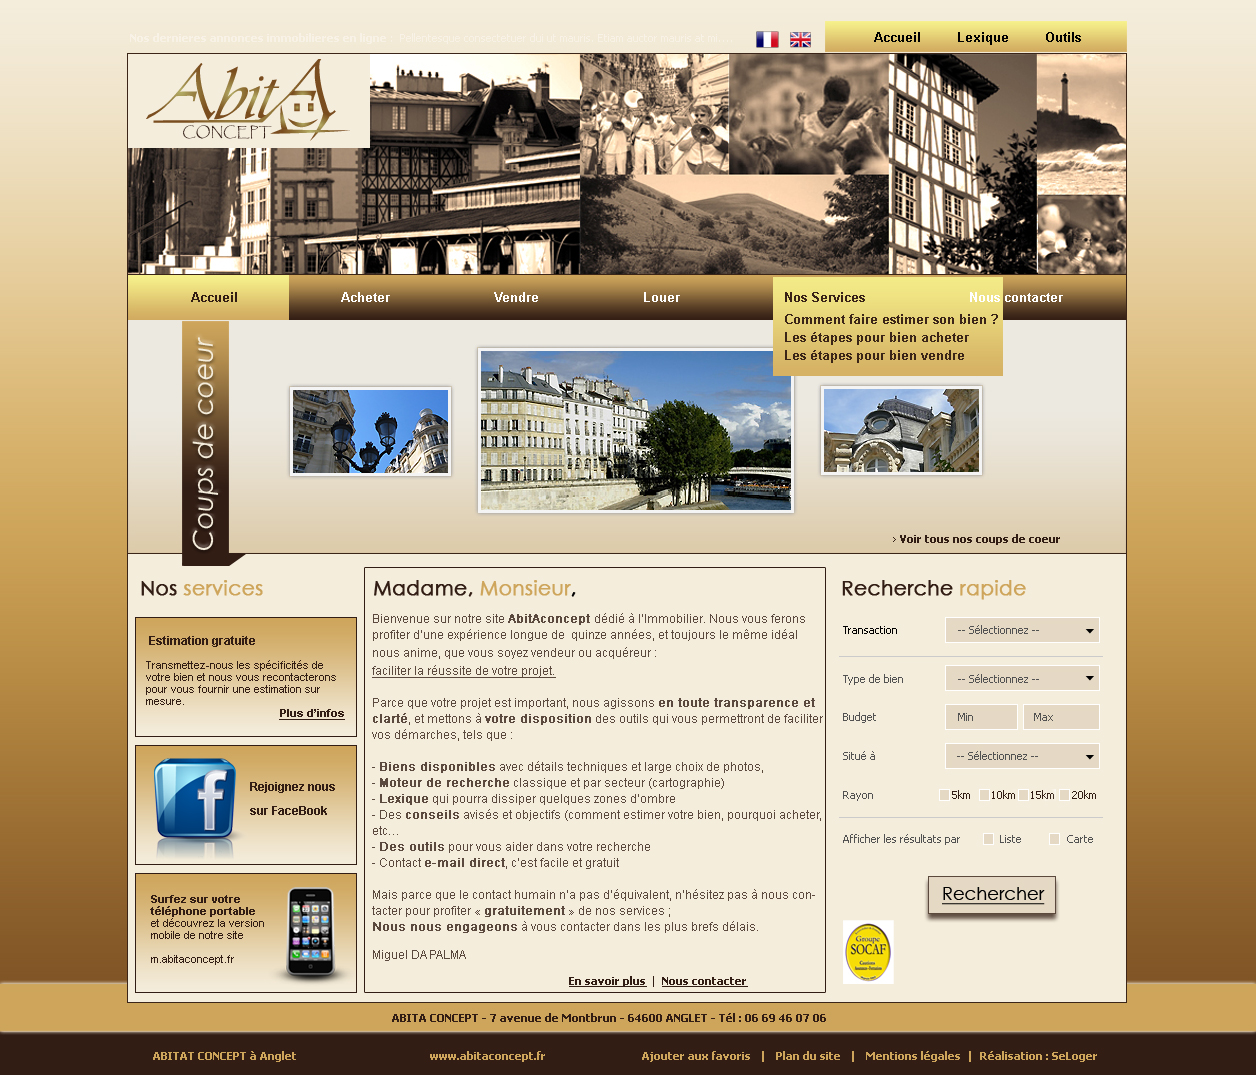 Nos dernieres annonces immobilieres en ligne :
Accueil Lexique Outils
AbitA
CONCEPT
Accueil Acheter Vendre Louer Nos Services Nous contacter
Comment faire estimer son bien ?
Les étapes pour bien acheter
Les étapes pour bien vendre
Coups de coeur
› Voir tous nos coups de coeur
Nos services
Estimation gratuite
Transmettez-nous les spécificités de
votre bien et nous vous recontacterons
pour vous fournir une estimation sur
mesure.
Plus d'infos
Rejoignez nous
sur FaceBook
Surfez sur votre
téléphone portable
et découvrez la version
mobile de notre site
m.abitaconcept.fr
Madame, Monsieur,
Bienvenue sur notre site AbitAconcept dédié à l'Immobilier. Nous vous ferons
profiter d'une expérience longue de quinze années, et toujours le même idéal
nous anime, que vous soyez vendeur ou acquéreur :
faciliter la réussite de votre projet.
Parce que votre projet est important, nous agissons en toute transparence et
clarté, et mettons à votre disposition des outils qui vous permettront de faciliter
vos démarches, tels que :
- Biens disponibles avec détails techniques et large choix de photos,
- Moteur de recherche classique et par secteur (cartographie)
- Lexique qui pourra dissiper quelques zones d'ombre
- Des conseils avisés et objectifs (comment estimer votre bien, pourquoi acheter,
etc...
- Des outils pour vous aider dans votre recherche
- Contact e-mail direct, c'est facile et gratuit
Mais parce que le contact humain n'a pas d'équivalent, n'hésitez pas à nous con-
tacter pour profiter « gratuitement » de nos services ;
Nous nous engageons à vous contacter dans les plus brefs délais.
Miguel DA PALMA
En savoir plus | Nous contacter
Recherche rapide
Transaction -- Sélectionnez --
Type de bien -- Sélectionnez --
Budget Min Max
Situé à -- Sélectionnez --
Rayon 5km 10km 15km 20km
Afficher les résultats par Liste Carte
Rechercher
Groupe
SOCAF
ABITA CONCEPT - 7 avenue de Montbrun - 64600 ANGLET - Tél : 06 69 46 07 06
ABITAT CONCEPT à Anglet www.abitaconcept.fr Ajouter aux favoris | Plan du site | Mentions légales | Réalisation : SeLoger